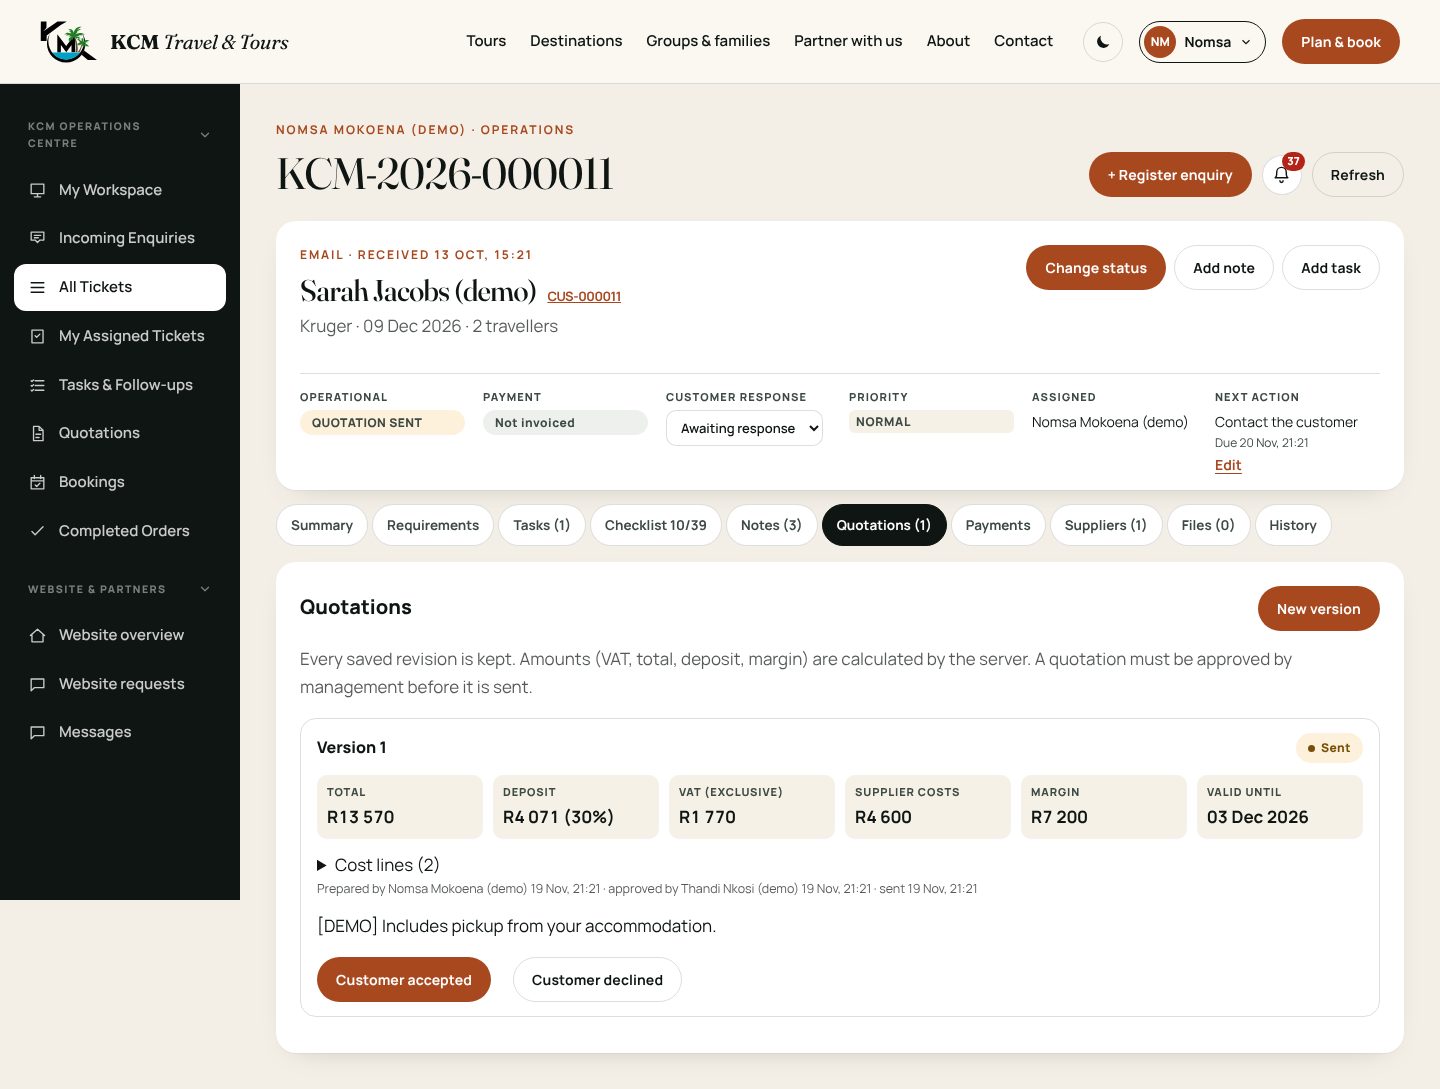 KCM Travel & Tours
Tours
Destinations
Groups & families
Partner with us
About
Contact
NM
Nomsa
Plan & book
KCM OPERATIONS
CENTRE
My Workspace
Incoming Enquiries
All Tickets
My Assigned Tickets
Tasks & Follow-ups
Quotations
Bookings
Completed Orders
WEBSITE & PARTNERS
Website overview
Website requests
Messages
NOMSA MOKOENA (DEMO) · OPERATIONS
KCM-2026-000011
+ Register enquiry
37
Refresh
EMAIL · RECEIVED 13 OCT, 15:21
Sarah Jacobs (demo) CUS-000011
Kruger · 09 Dec 2026 · 2 travellers
Change status
Add note
Add task
OPERATIONAL
QUOTATION SENT
PAYMENT
Not invoiced
CUSTOMER RESPONSE
Awaiting response
PRIORITY
NORMAL
ASSIGNED
Nomsa Mokoena (demo)
NEXT ACTION
Contact the customer
Due 20 Nov, 21:21
Edit
Summary
Requirements
Tasks (1)
Checklist 10/39
Notes (3)
Quotations (1)
Payments
Suppliers (1)
Files (0)
History
Quotations
New version
Every saved revision is kept. Amounts (VAT, total, deposit, margin) are calculated by the server. A quotation must be approved by
management before it is sent.
Version 1
Sent
TOTAL
R13 570
DEPOSIT
R4 071 (30%)
VAT (EXCLUSIVE)
R1 770
SUPPLIER COSTS
R4 600
MARGIN
R7 200
VALID UNTIL
03 Dec 2026
Cost lines (2)
Prepared by Nomsa Mokoena (demo) 19 Nov, 21:21 · approved by Thandi Nkosi (demo) 19 Nov, 21:21 · sent 19 Nov, 21:21
[DEMO] Includes pickup from your accommodation.
Customer accepted
Customer declined